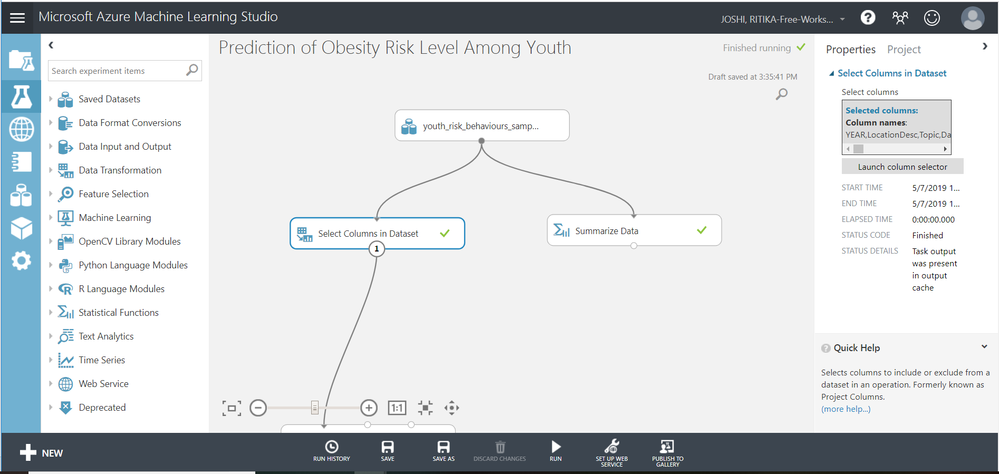 Microsoft Azure Machine Learning Studio
JOSHI, RITIKA-Free-Works...
Search experiment items
Saved Datasets
Data Format Conversions
Data Input and Output
Data Transformation
Feature Selection
Machine Learning
OpenCV Library Modules
Python Language Modules
R Language Modules
Statistical Functions
Text Analytics
Time Series
Web Service
Deprecated
Prediction of Obesity Risk Level Among Youth
Finished running
Draft saved at 3:35:41 PM
youth_risk_behaviours_samp...
Select Columns in Dataset
1
Summarize Data
1:1
Properties
Project
Select Columns in Dataset
Select columns
Selected columns:
Column names:
YEAR,LocationDesc,Topic,Da
Launch column selector
START TIME 5/7/2019 1...
END TIME 5/7/2019 1...
ELAPSED TIME 0:00:00.000
STATUS CODE Finished
STATUS DETAILS Task output
was present
in output
cache
Quick Help
Selects columns to include or exclude from a
dataset in an operation. Formerly known as
Project Columns.
(more help...)
NEW
RUN HISTORY
SAVE
SAVE AS
DISCARD CHANGES
RUN
SET UP WEB
SERVICE
PUBLISH TO
GALLERY